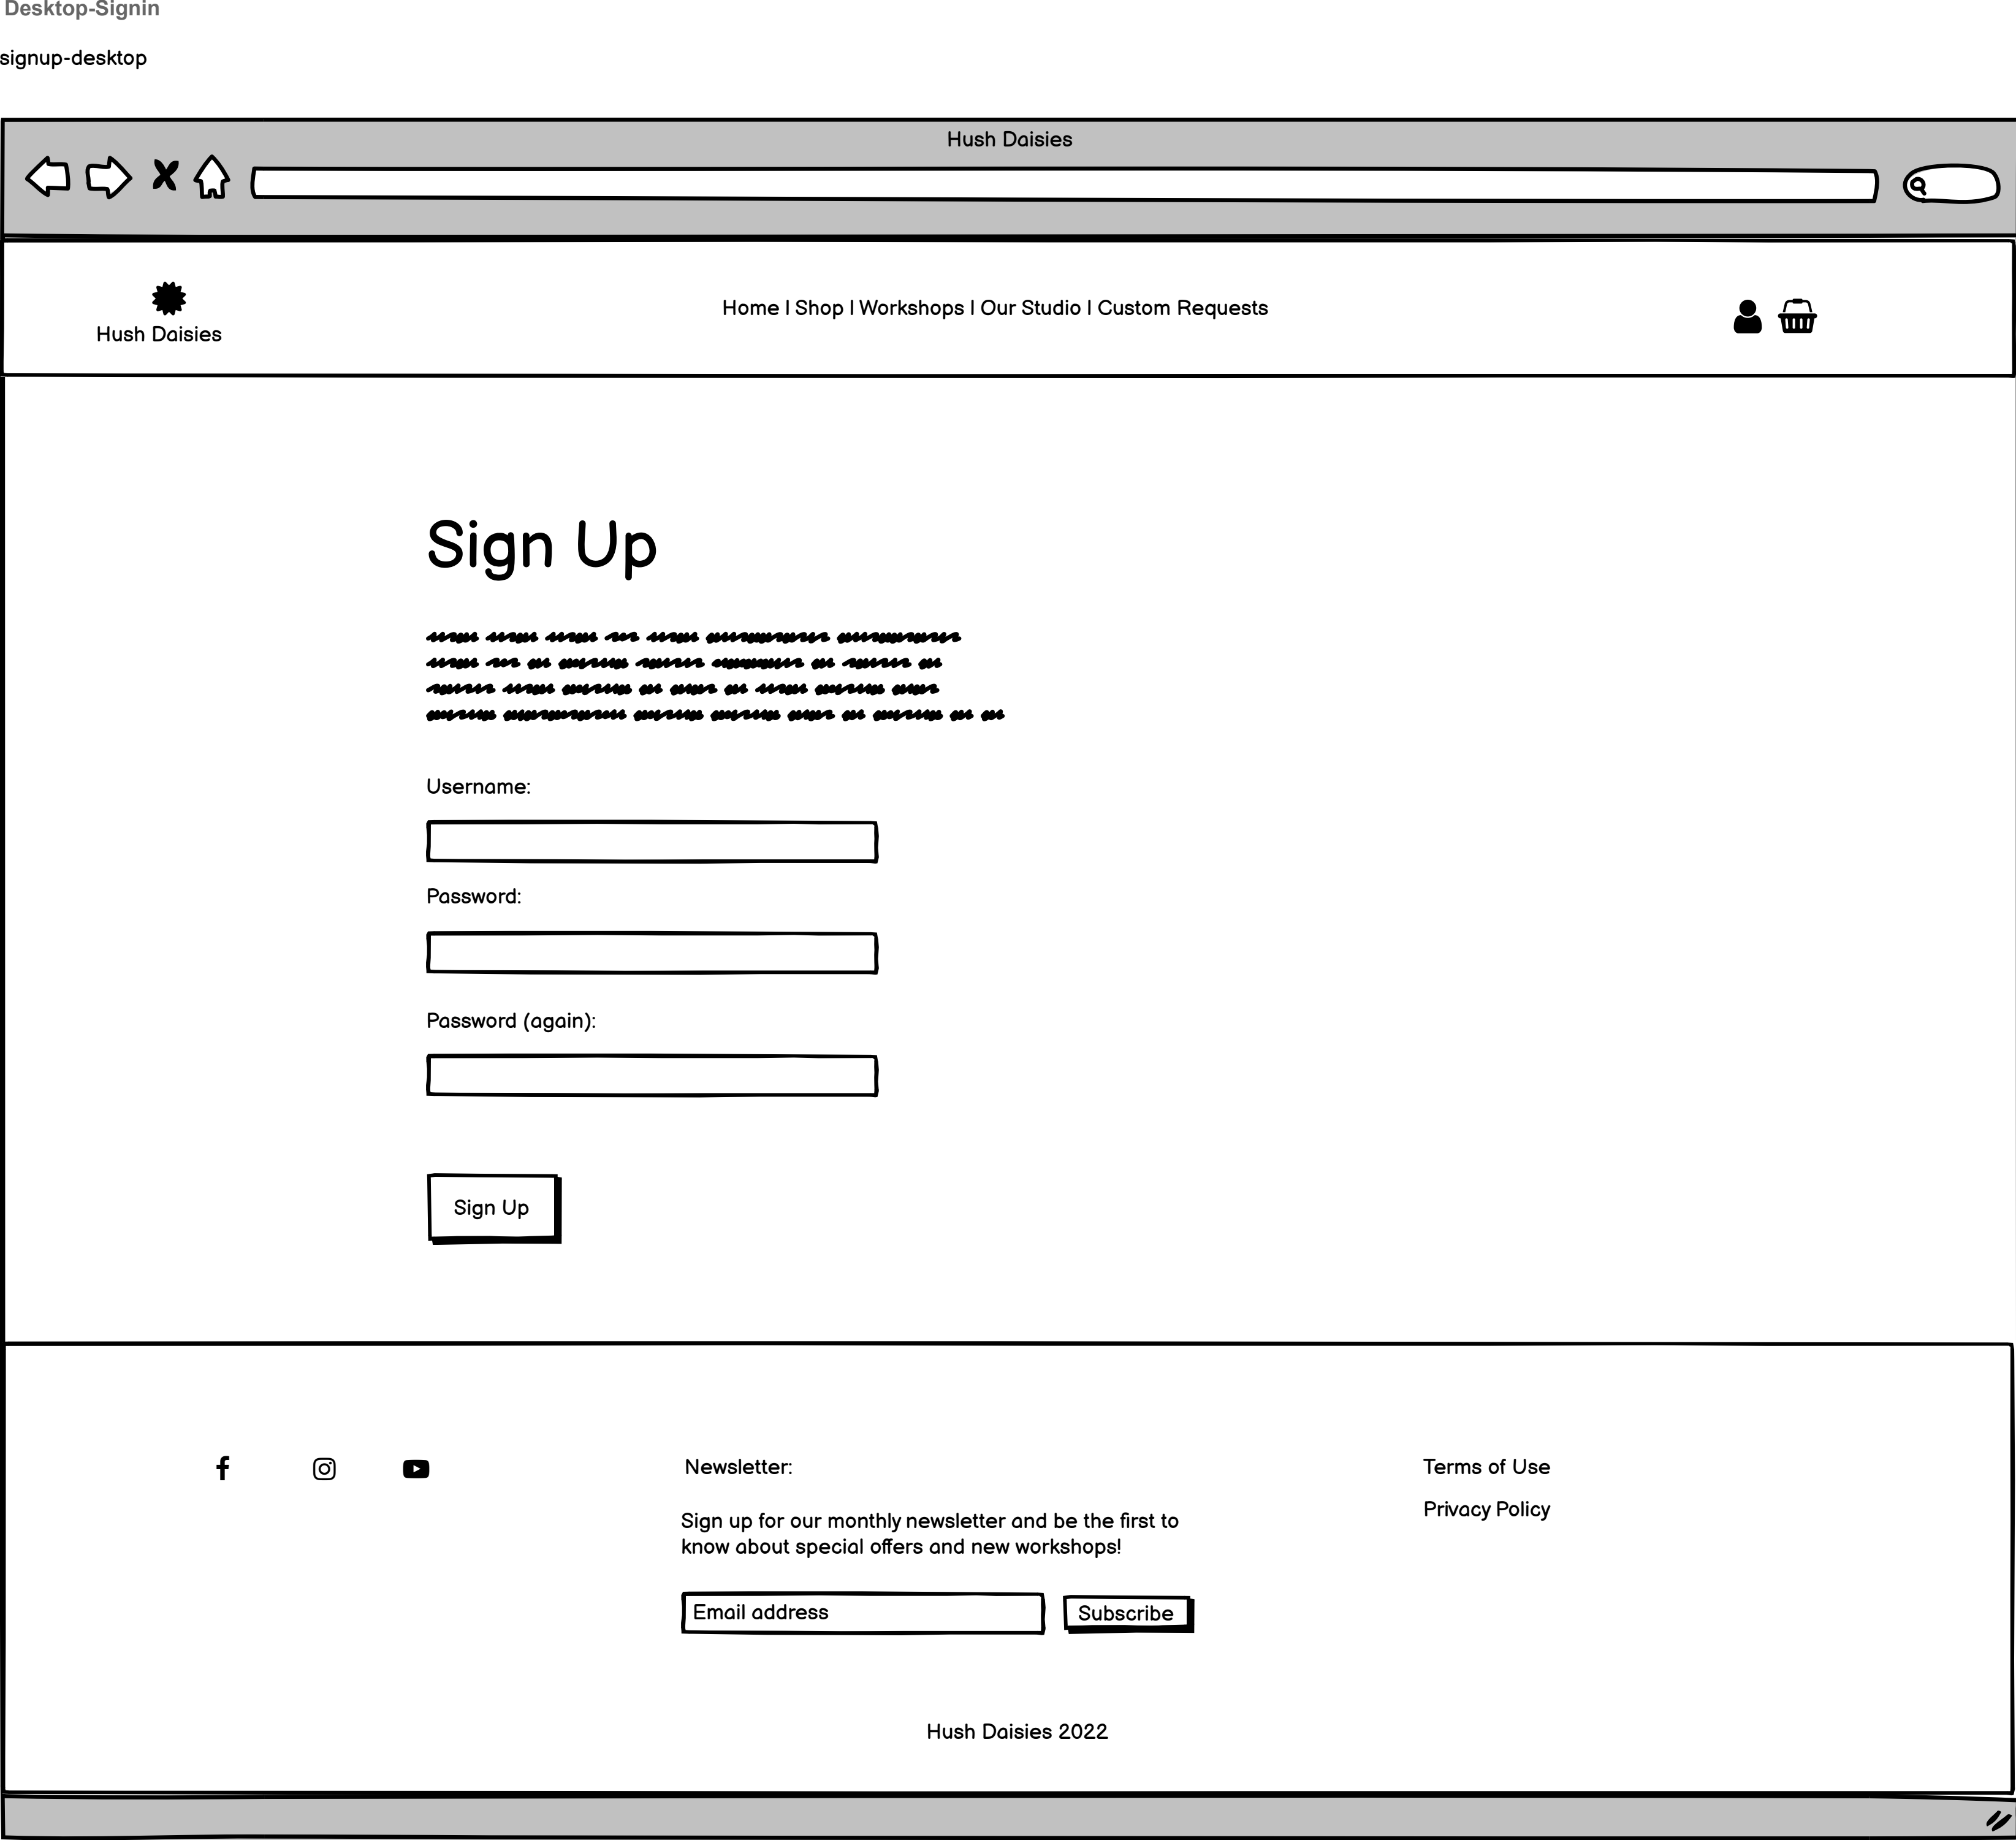 Desktop-Signin
signup-desktop
Hush Daisies
Hush Daisies
Home | Shop | Workshops | Our Studio | Custom Requests
Sign Up
Username:
Password:
Password (again):
Sign Up
Newsletter:
Sign up for our monthly newsletter and be the first to
know about special offers and new workshops!
Email address
Subscribe
Terms of Use
Privacy Policy
Hush Daisies 2022